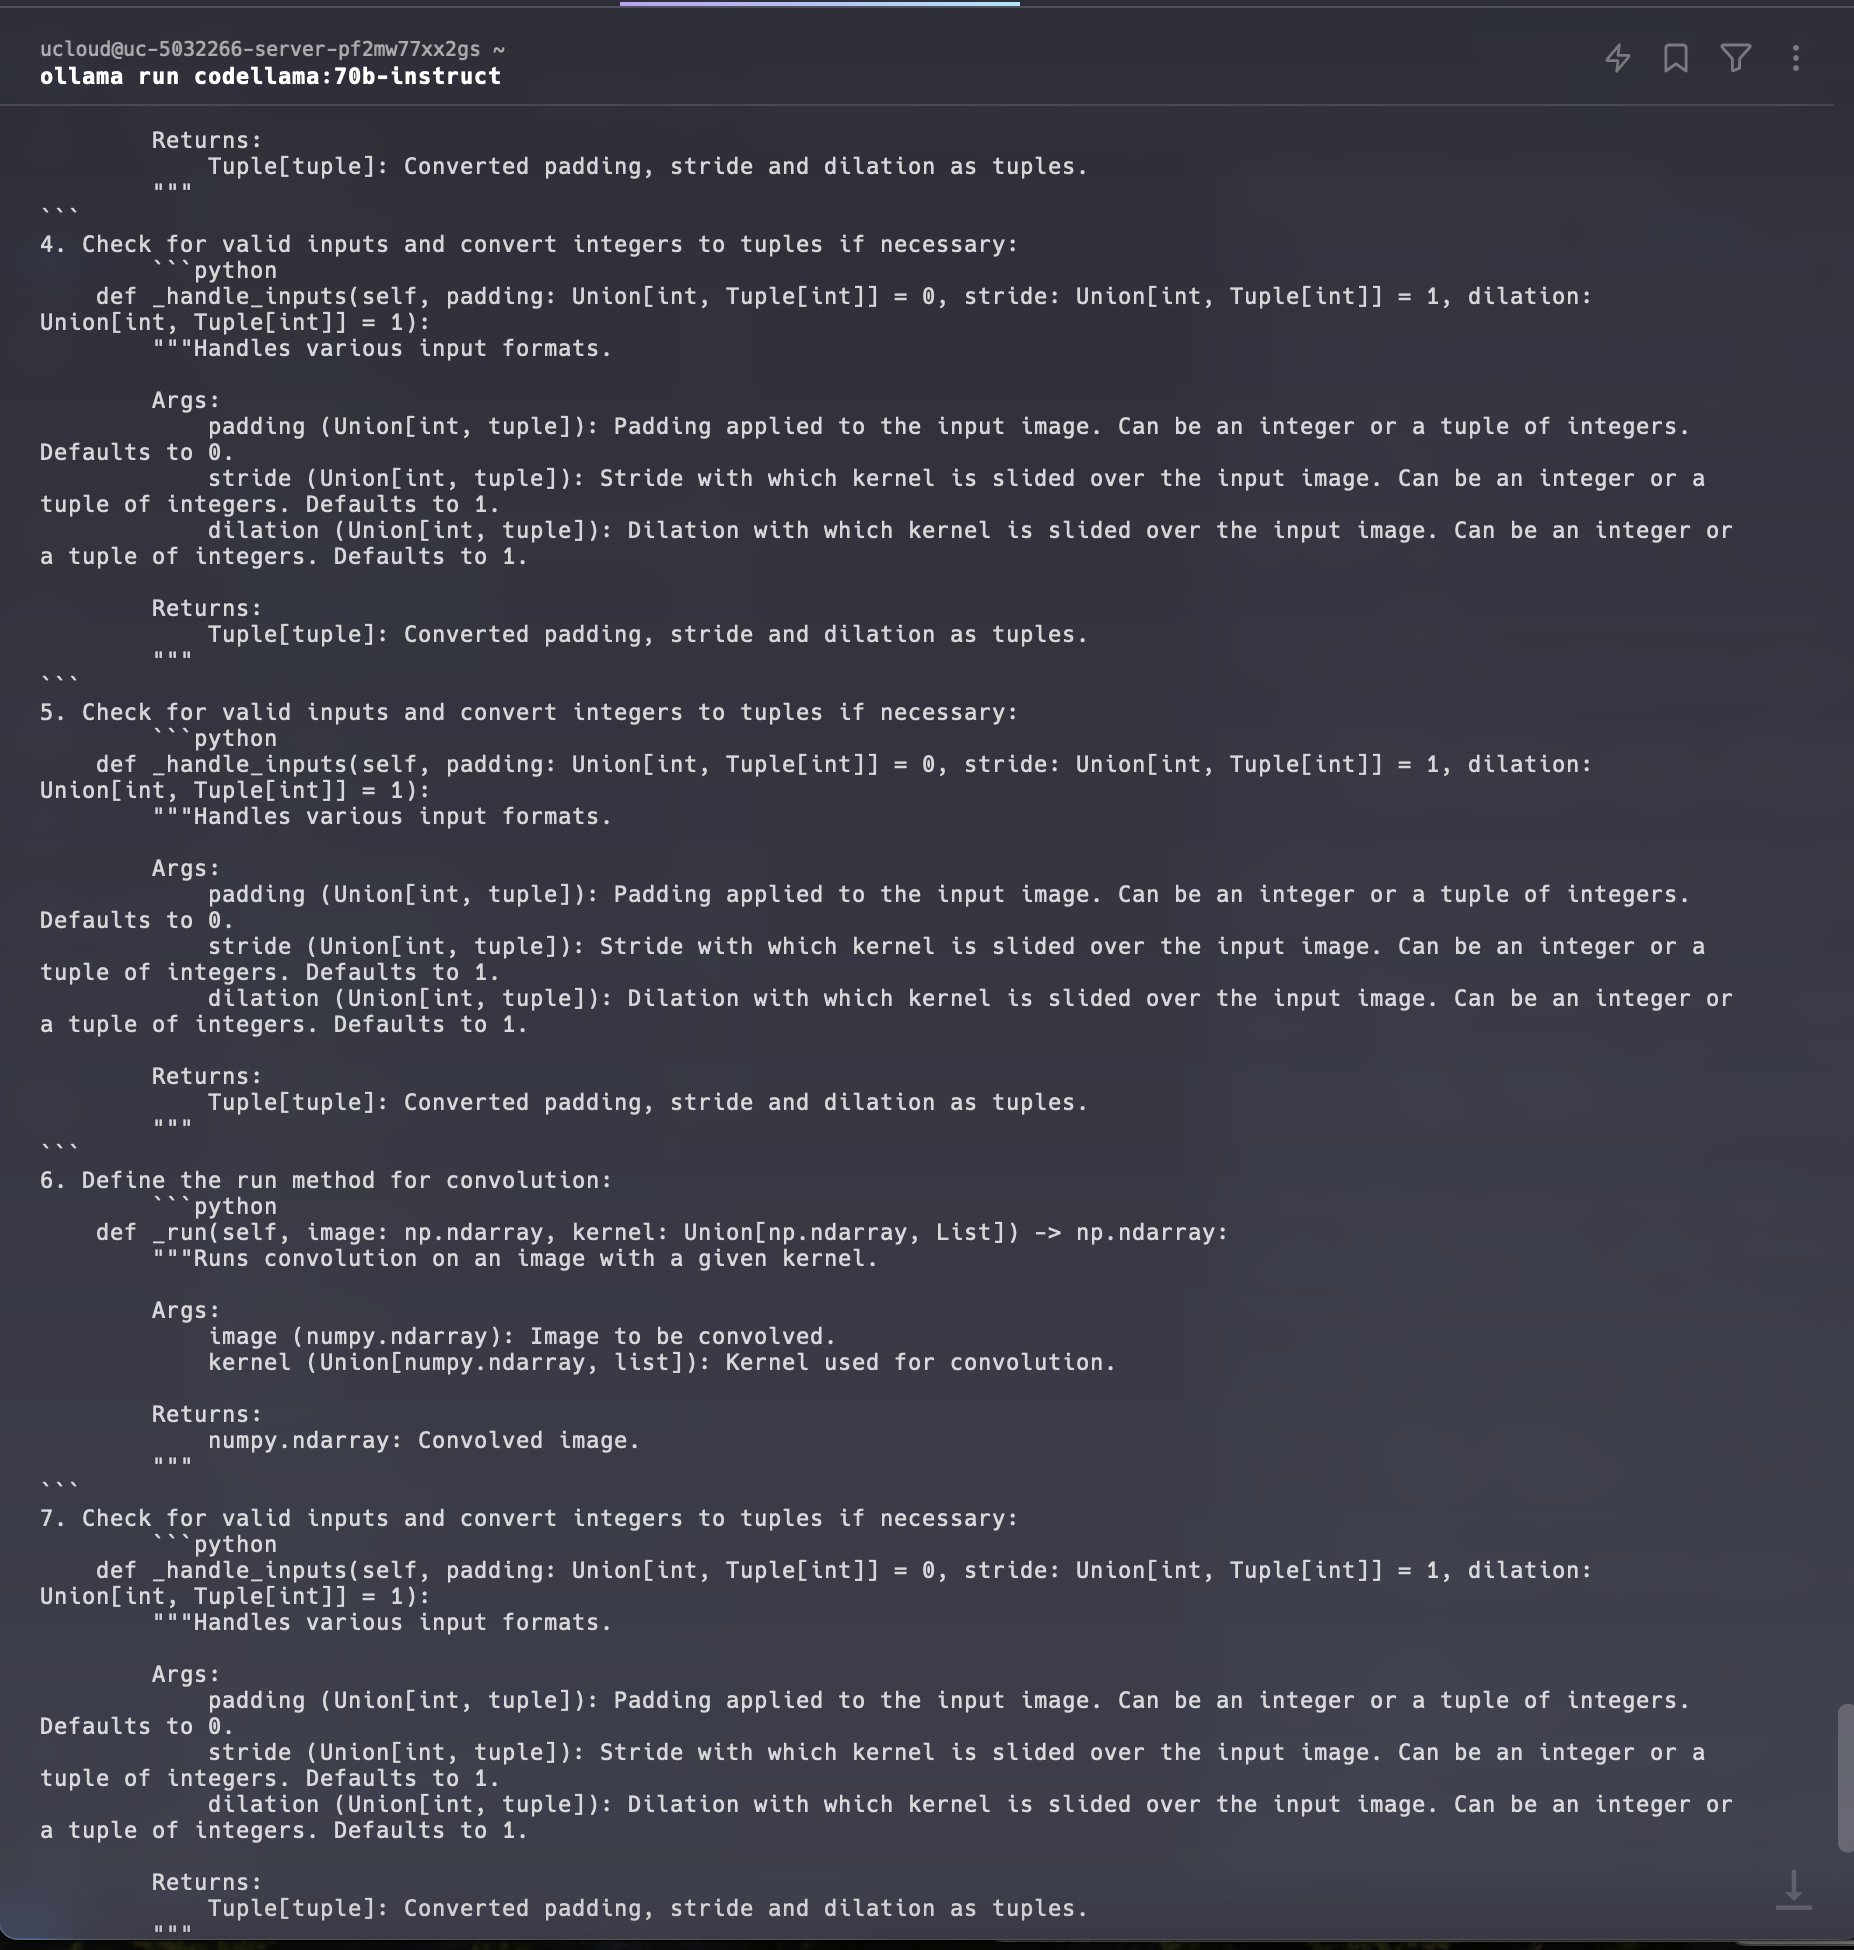 ucloud@uc-5032266-server-pf2mw77xx2gs ~
ollama run codellama:70b-instruct
        Returns:
            Tuple[tuple]: Converted padding, stride and dilation as tuples.
        """
```
4. Check for valid inputs and convert integers to tuples if necessary:
        ```python
    def _handle_inputs(self, padding: Union[int, Tuple[int]] = 0, stride: Union[int, Tuple[int]] = 1, dilation:
Union[int, Tuple[int]] = 1):
        """Handles various input formats.

        Args:
            padding (Union[int, tuple]): Padding applied to the input image. Can be an integer or a tuple of integers.
Defaults to 0.
            stride (Union[int, tuple]): Stride with which kernel is slided over the input image. Can be an integer or a
tuple of integers. Defaults to 1.
            dilation (Union[int, tuple]): Dilation with which kernel is slided over the input image. Can be an integer or
a tuple of integers. Defaults to 1.

        Returns:
            Tuple[tuple]: Converted padding, stride and dilation as tuples.
        """
```
5. Check for valid inputs and convert integers to tuples if necessary:
        ```python
    def _handle_inputs(self, padding: Union[int, Tuple[int]] = 0, stride: Union[int, Tuple[int]] = 1, dilation:
Union[int, Tuple[int]] = 1):
        """Handles various input formats.

        Args:
            padding (Union[int, tuple]): Padding applied to the input image. Can be an integer or a tuple of integers.
Defaults to 0.
            stride (Union[int, tuple]): Stride with which kernel is slided over the input image. Can be an integer or a
tuple of integers. Defaults to 1.
            dilation (Union[int, tuple]): Dilation with which kernel is slided over the input image. Can be an integer or
a tuple of integers. Defaults to 1.

        Returns:
            Tuple[tuple]: Converted padding, stride and dilation as tuples.
        """
```
6. Define the run method for convolution:
        ```python
    def _run(self, image: np.ndarray, kernel: Union[np.ndarray, List]) -> np.ndarray:
        """Runs convolution on an image with a given kernel.

        Args:
            image (numpy.ndarray): Image to be convolved.
            kernel (Union[numpy.ndarray, list]): Kernel used for convolution.

        Returns:
            numpy.ndarray: Convolved image.
        """
```
7. Check for valid inputs and convert integers to tuples if necessary:
        ```python
    def _handle_inputs(self, padding: Union[int, Tuple[int]] = 0, stride: Union[int, Tuple[int]] = 1, dilation:
Union[int, Tuple[int]] = 1):
        """Handles various input formats.

        Args:
            padding (Union[int, tuple]): Padding applied to the input image. Can be an integer or a tuple of integers.
Defaults to 0.
            stride (Union[int, tuple]): Stride with which kernel is slided over the input image. Can be an integer or a
tuple of integers. Defaults to 1.
            dilation (Union[int, tuple]): Dilation with which kernel is slided over the input image. Can be an integer or
a tuple of integers. Defaults to 1.

        Returns:
            Tuple[tuple]: Converted padding, stride and dilation as tuples.
        """